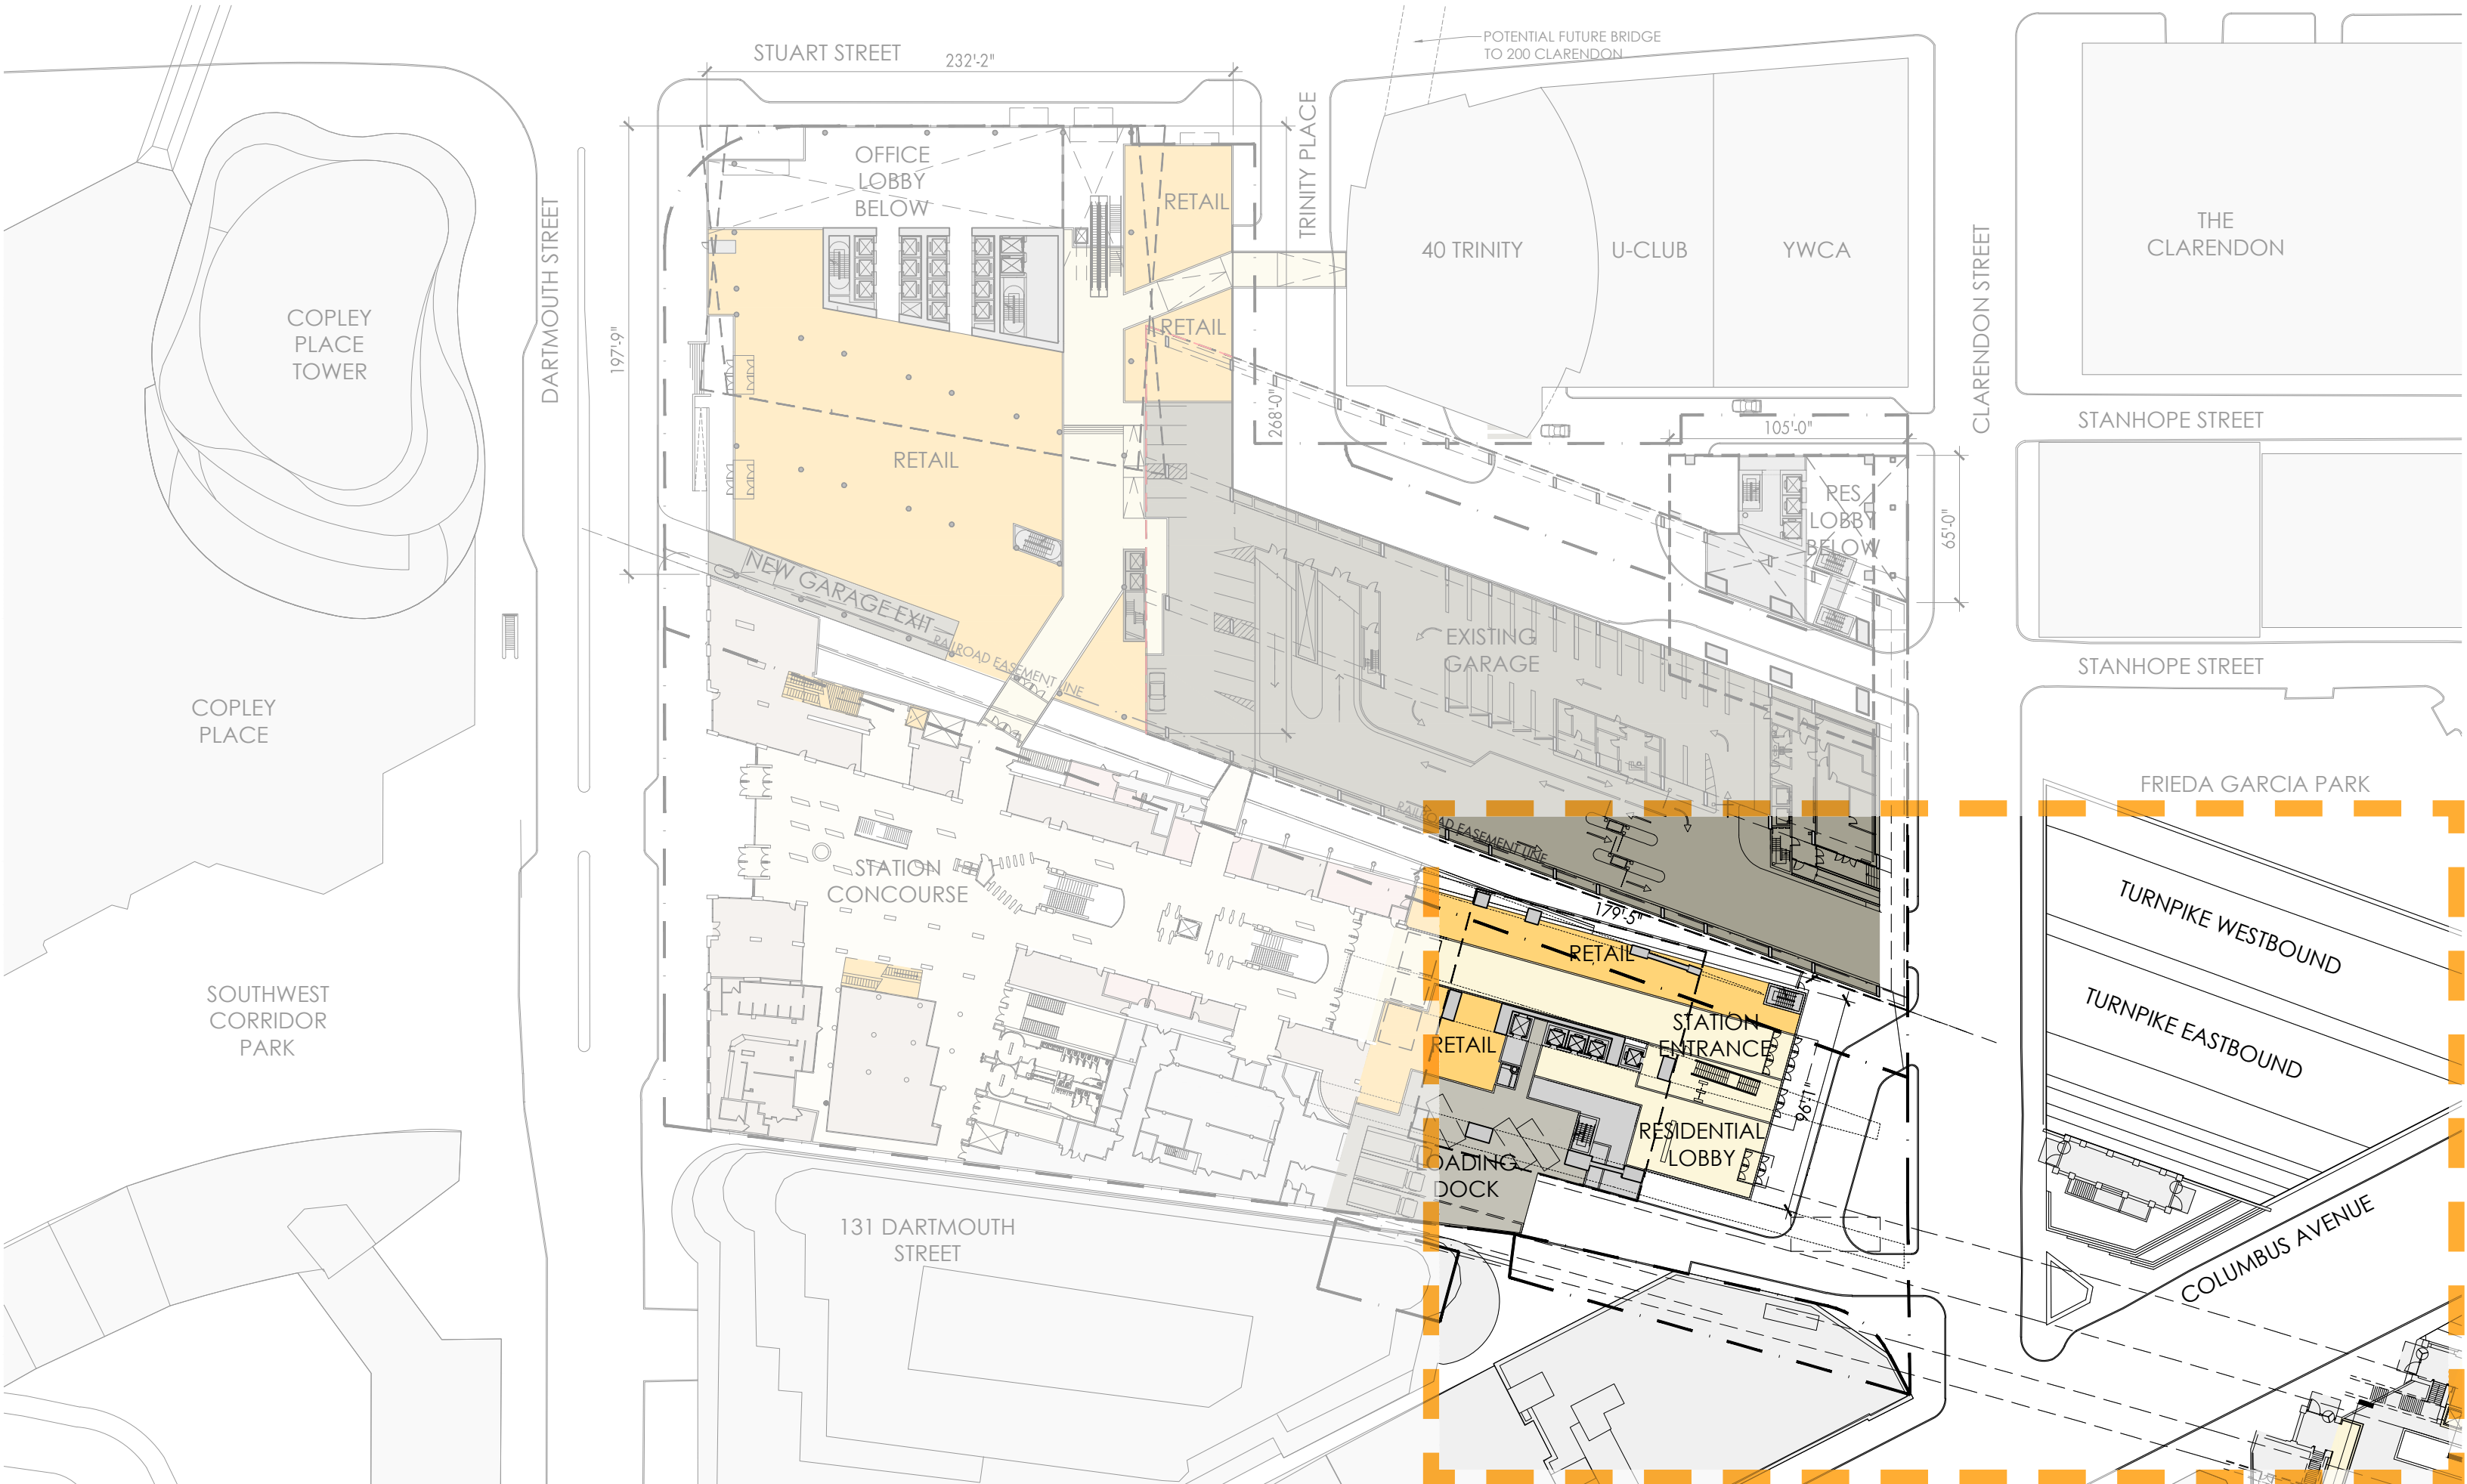 STUART STREET
232'-2"
POTENTIAL FUTURE BRIDGE
TO 200 CLARENDON
TRINITY PLACE
OFFICE
LOBBY
BELOW
RETAIL
DARTMOUTH STREET
197'-9"
COPLEY
PLACE
TOWER
40 TRINITY
U-CLUB
YWCA
CLARENDON STREET
THE
CLARENDON
RETAIL
268'-0"
STANHOPE STREET
105'-0"
RETAIL
RES
LOBBY
BELOW
65'-0"
NEW GARAGE EXIT
RAILROAD EASEMENT LINE
EXISTING
GARAGE
STANHOPE STREET
COPLEY
PLACE
FRIEDA GARCIA PARK
RAILROAD EASEMENT LINE
STATION
CONCOURSE
179'-5"
RETAIL
TURNPIKE WESTBOUND
SOUTHWEST
CORRIDOR
PARK
STATION
ENTRANCE
RETAIL
TURNPIKE EASTBOUND
96'-1"
RESIDENTIAL
LOBBY
LOADING
DOCK
131 DARTMOUTH
STREET
COLUMBUS AVENUE